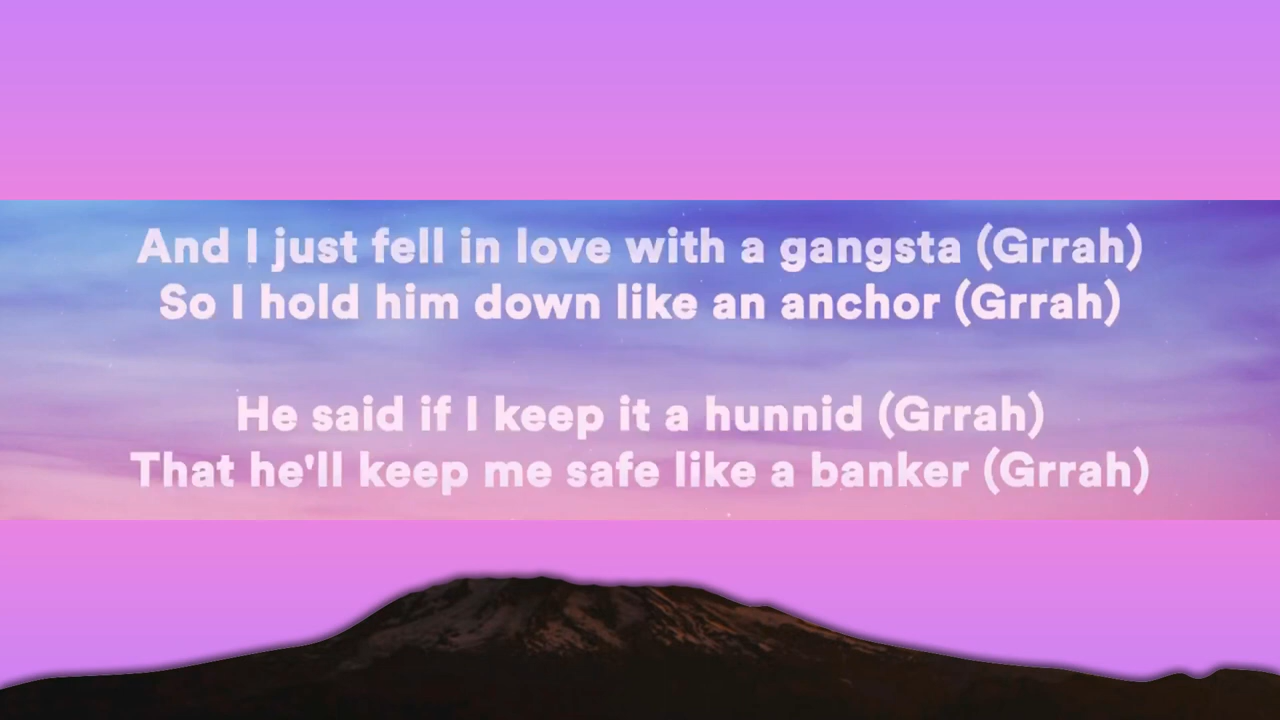 And I just fell in love with a gangsta (Grrah)
So I hold him down like an anchor (Grrah)
He said if I keep it a hunnid (Grrah)
That he'll keep me safe like a banker (Grrah)